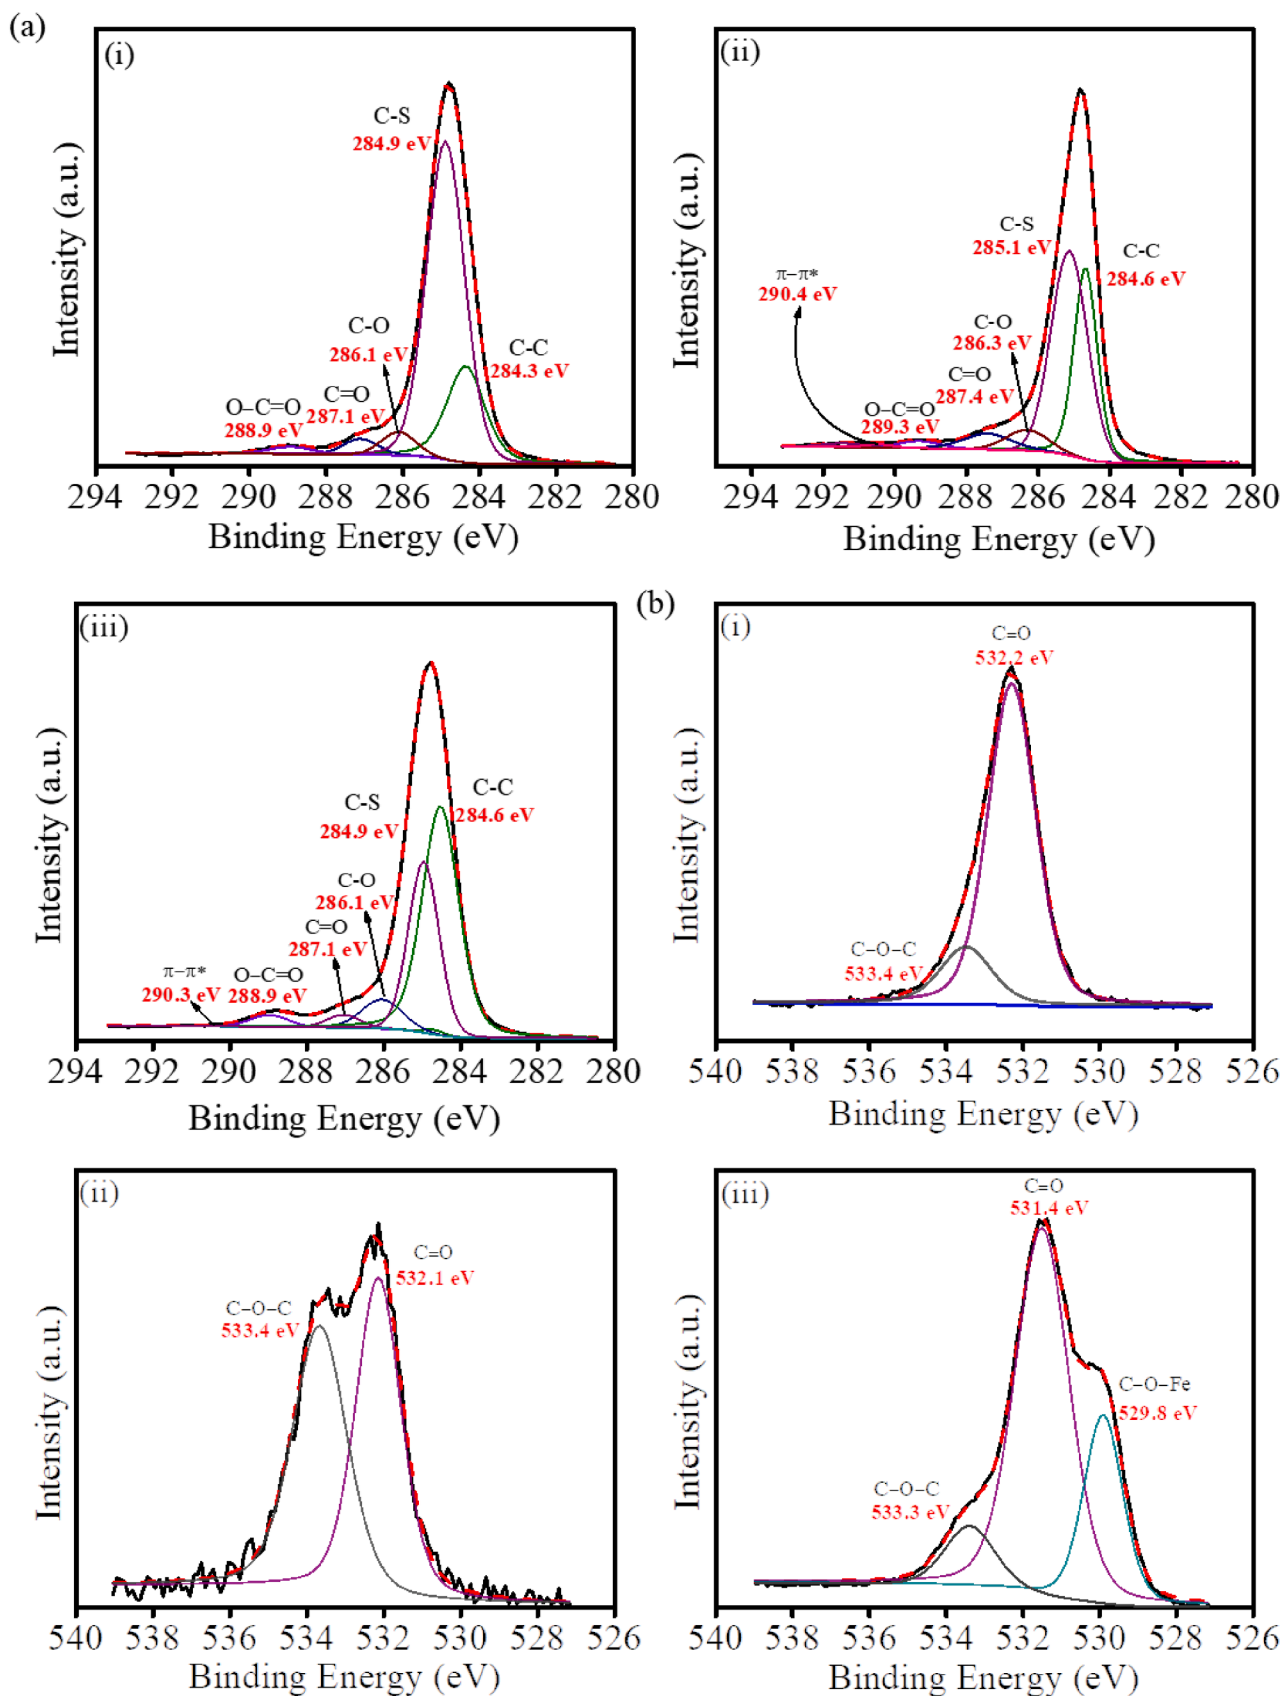 (a)
(i)
C-S
284.9 eV
C-O
286.1 eV
C-C
284.3 eV
C=O
287.1 eV
O–C=O
288.9 eV
Intensity (a.u.)
294 292 290 288 286 284 282 280
Binding Energy (eV)
(ii)
C-S
285.1 eV
C-C
284.6 eV
π–π*
290.4 eV
C-O
286.3 eV
C=O
287.4 eV
O–C=O
289.3 eV
Intensity (a.u.)
294 292 290 288 286 284 282 280
Binding Energy (eV)
(iii)
C-S
284.9 eV
C-C
284.6 eV
C-O
286.1 eV
C=O
287.1 eV
π–π*
290.3 eV
O–C=O
288.9 eV
Intensity (a.u.)
294 292 290 288 286 284 282 280
Binding Energy (eV)
(b)
(i)
C=O
532.2 eV
C–O–C
533.4 eV
Intensity (a.u.)
540 538 536 534 532 530 528 526
Binding Energy (eV)
(ii)
C=O
532.1 eV
C–O–C
533.4 eV
Intensity (a.u.)
540 538 536 534 532 530 528 526
Binding Energy (eV)
(iii)
C=O
531.4 eV
C–O–Fe
529.8 eV
C–O–C
533.3 eV
Intensity (a.u.)
540 538 536 534 532 530 528 526
Binding Energy (eV)